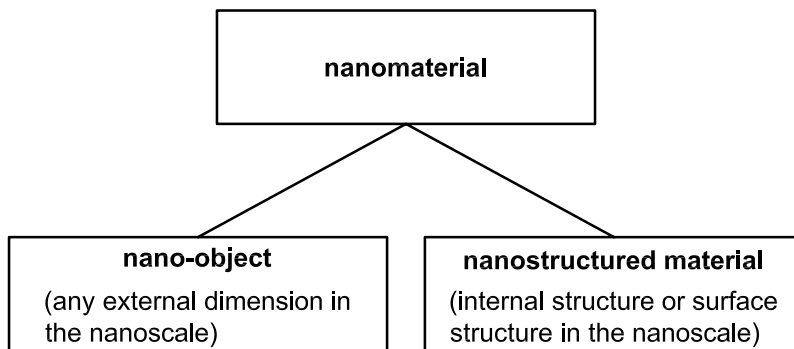 nanomaterial
nano-object
(any external dimension in
the nanoscale)
nanostructured material
(internal structure or surface
structure in the nanoscale)